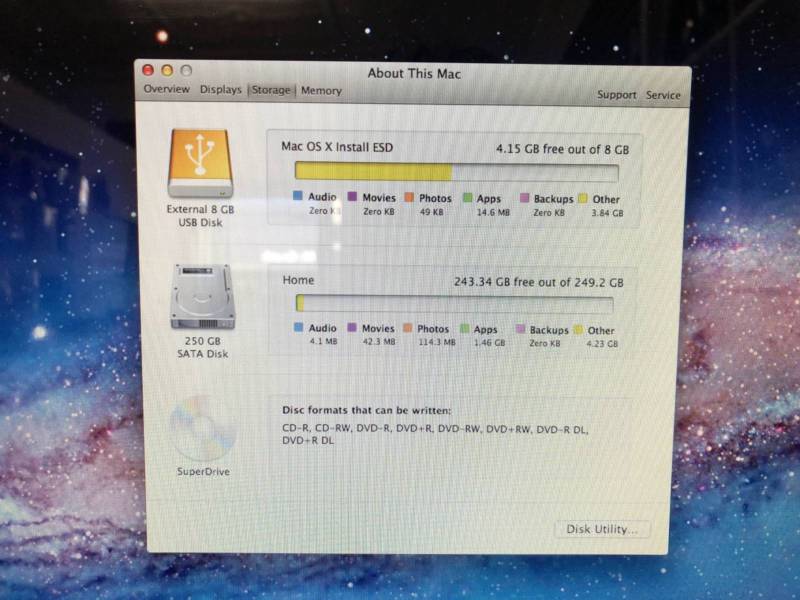 About This Mac
Overview Displays Storage Memory Support Service
Mac OS X Install ESD 4.15 GB free out of 8 GB
Audio Movies Photos Apps Backups Other
Zero KB Zero KB 49 KB 14.6 MB Zero KB 3.84 GB
External 8 GB
USB Disk
Home 243.34 GB free out of 249.2 GB
Audio Movies Photos Apps Backups Other
4.1 MB 42.3 MB 114.3 MB 1.46 GB Zero KB 4.23 GB
250 GB
SATA Disk
Disc formats that can be written:
CD-R, CD-RW, DVD-R, DVD+R, DVD-RW, DVD+RW, DVD-R DL,
DVD+R DL
SuperDrive
Disk Utility...